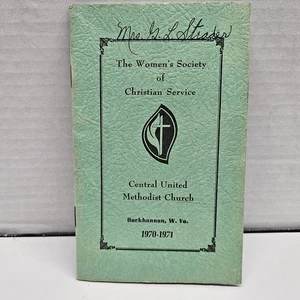 Mrs G L Strader
The Women's Society
of
Christian Service
Central United
Methodist Church
Buckhannon, W. Va.
1970-1971